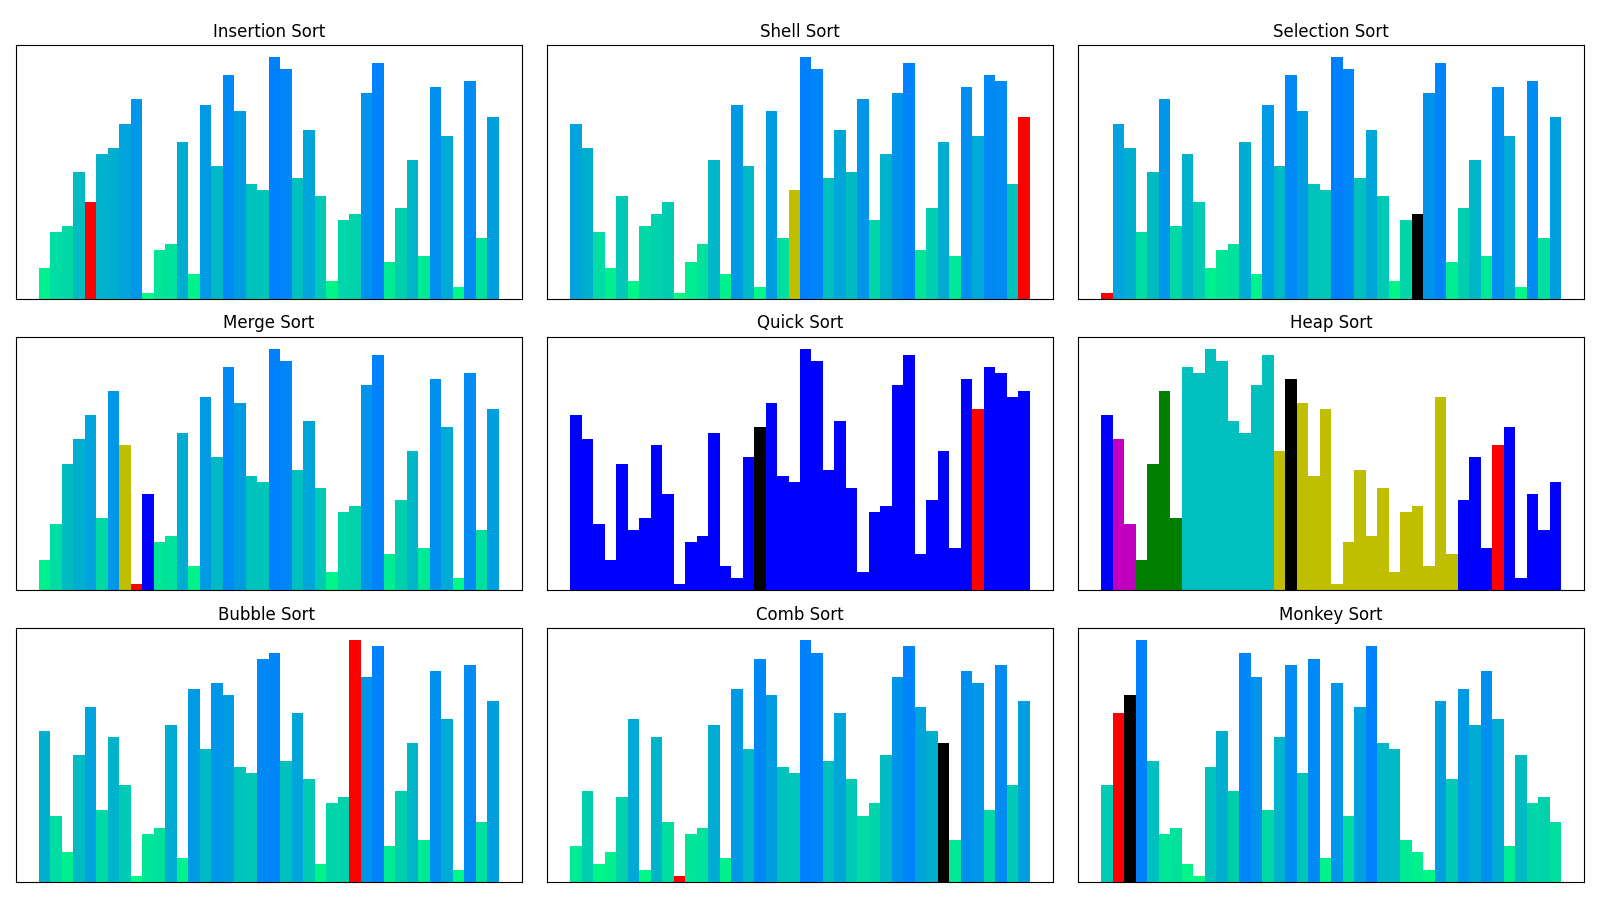 Insertion Sort
Shell Sort
Selection Sort
Merge Sort
Quick Sort
Heap Sort
Bubble Sort
Comb Sort
Monkey Sort